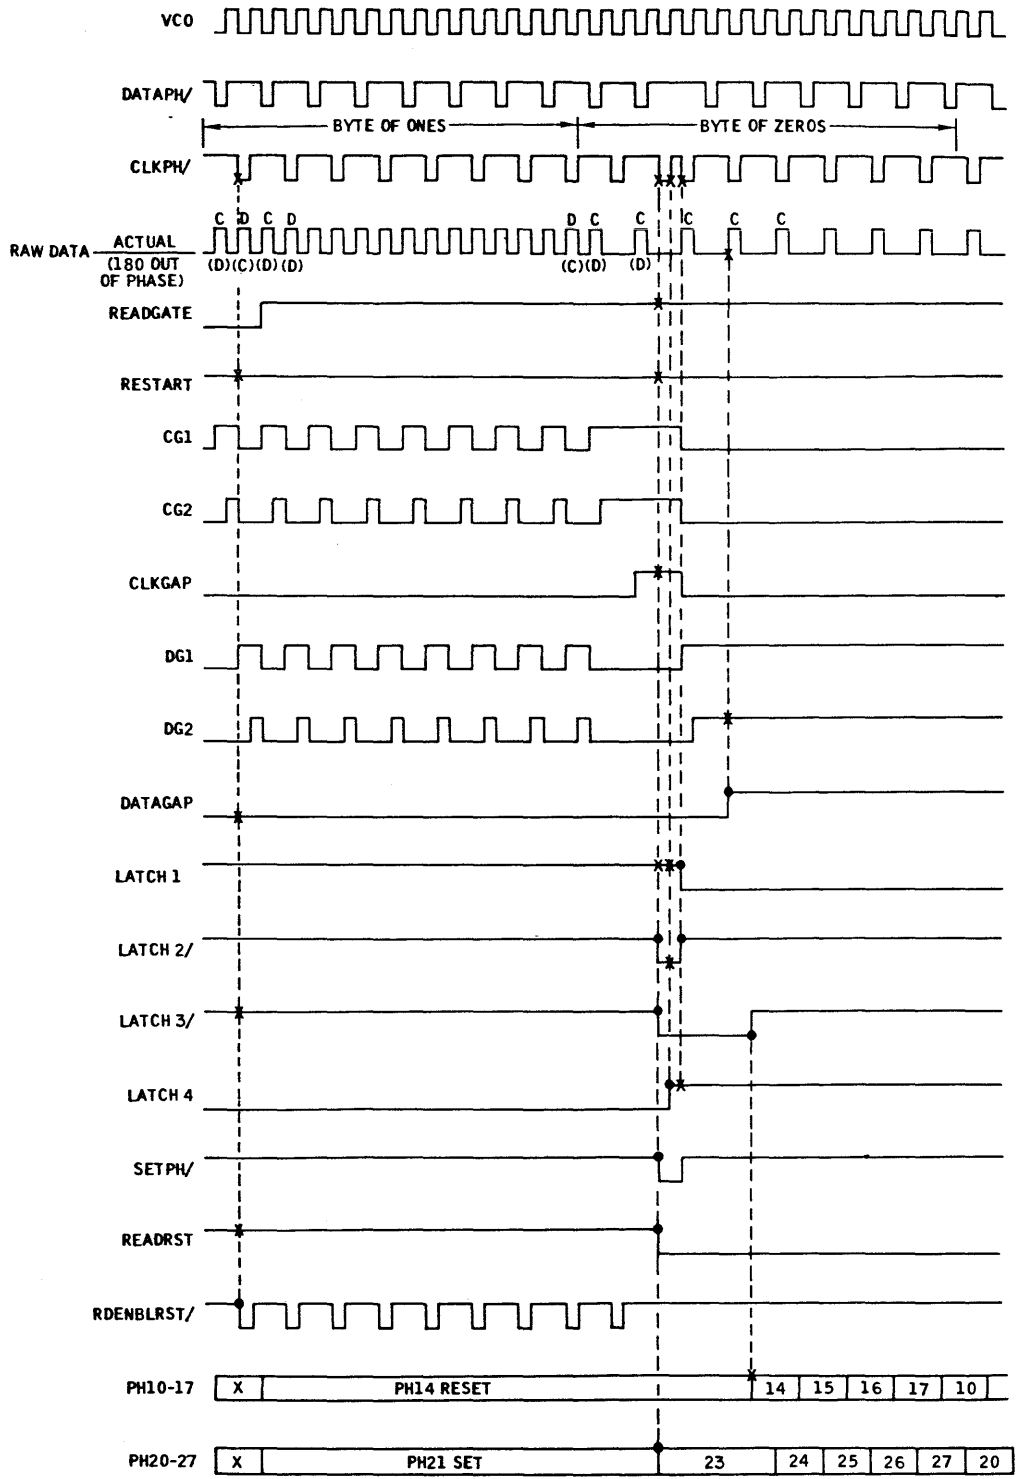 VCO
DATAPH/
BYTE OF ONES
BYTE OF ZEROS
CLKPH/
C D C D D C C C C C
RAW DATA ACTUAL
(180 OUT OF PHASE)
(D)(C)(D)(D) (C)(D) (D)
READGATE
RESTART
CG1
CG2
CLKGAP
DG1
DG2
DATAGAP
LATCH 1
LATCH 2/
LATCH 3/
LATCH 4
SETPH/
READRST
RDENBLRST/
PH10-17 X PH14 RESET 14 15 16 17 10
PH20-27 X PH21 SET 23 24 25 26 27 20